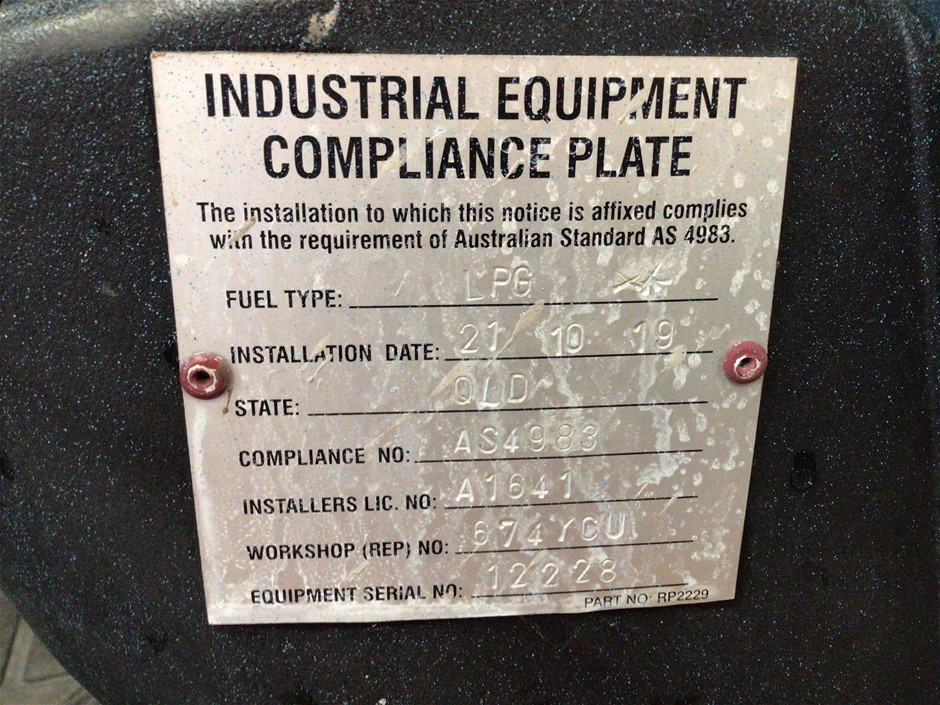 INDUSTRIAL EQUIPMENT
COMPLIANCE PLATE
The installation to which this notice is affixed complies
with the requirement of Australian Standard AS 4983.
FUEL TYPE: LPG
INSTALLATION DATE: 21 10 19
STATE: QLD
COMPLIANCE NO: AS4983
INSTALLERS LIC. NO: A1641
WORKSHOP (REP) NO: 674YCU
EQUIPMENT SERIAL NO: 12228
PART NO: RP2229